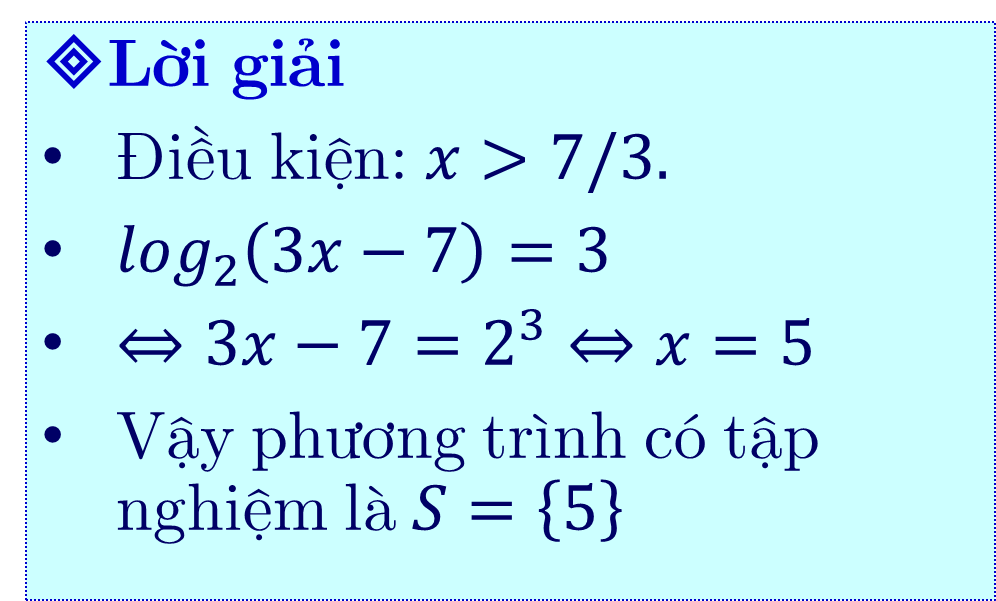 Lời giải
• Điều kiện: x > 7/3.
• log₂(3x − 7) = 3
• ⇔ 3x − 7 = 2³ ⇔ x = 5
• Vậy phương trình có tập
nghiệm là S = {5}